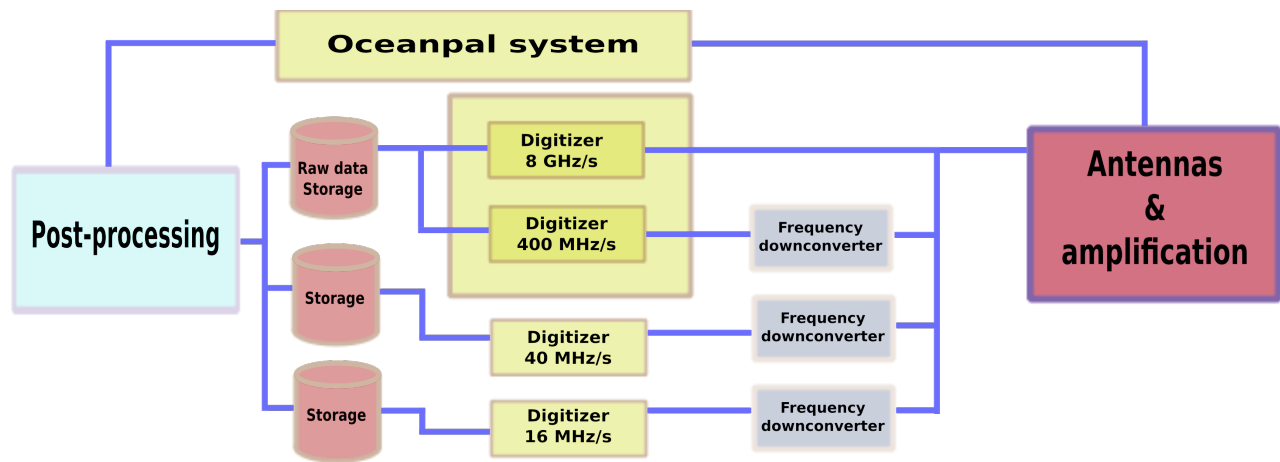 Oceanpal system
Post-processing
Raw data
Storage
Storage
Storage
Digitizer
8 GHz/s
Digitizer
400 MHz/s
Digitizer
40 MHz/s
Digitizer
16 MHz/s
Frequency
downconverter
Frequency
downconverter
Frequency
downconverter
Antennas
&
amplification